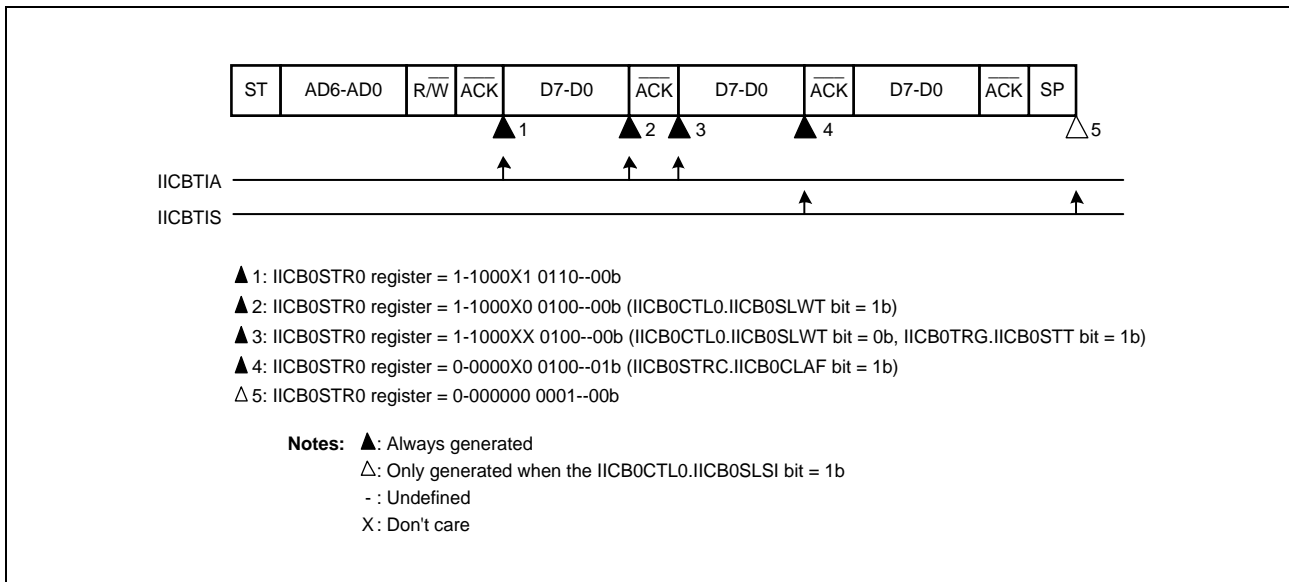 ST AD6-AD0 R/W̅ A̅C̅K̅ D7-D0 A̅C̅K̅ D7-D0 A̅C̅K̅ D7-D0 A̅C̅K̅ SP
▲1 ▲2 ▲3 ▲4 △5
IICBTIA
IICBTIS
▲1: IICB0STR0 register = 1-1000X1 0110--00b
▲2: IICB0STR0 register = 1-1000X0 0100--00b (IICB0CTL0.IICB0SLWT bit = 1b)
▲3: IICB0STR0 register = 1-1000XX 0100--00b (IICB0CTL0.IICB0SLWT bit = 0b, IICB0TRG.IICB0STT bit = 1b)
▲4: IICB0STR0 register = 0-0000X0 0100--01b (IICB0STRC.IICB0CLAF bit = 1b)
△5: IICB0STR0 register = 0-000000 0001--00b
Notes: ▲: Always generated
△: Only generated when the IICB0CTL0.IICB0SLSI bit = 1b
- : Undefined
X : Don't care